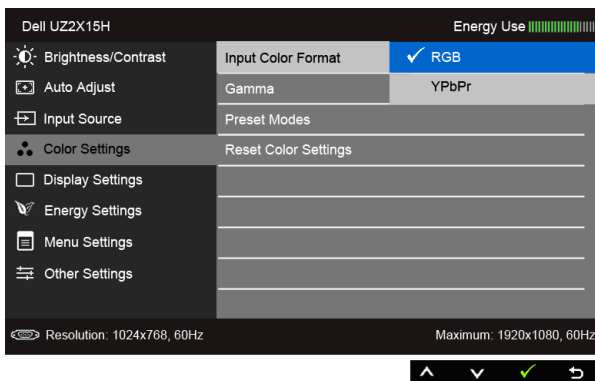 Dell UZ2X15H Energy Use
Brightness/Contrast Input Color Format RGB
Auto Adjust Gamma YPbPr
Input Source Preset Modes
Color Settings Reset Color Settings
Display Settings
Energy Settings
Menu Settings
Other Settings
Resolution: 1024x768, 60Hz Maximum: 1920x1080, 60Hz